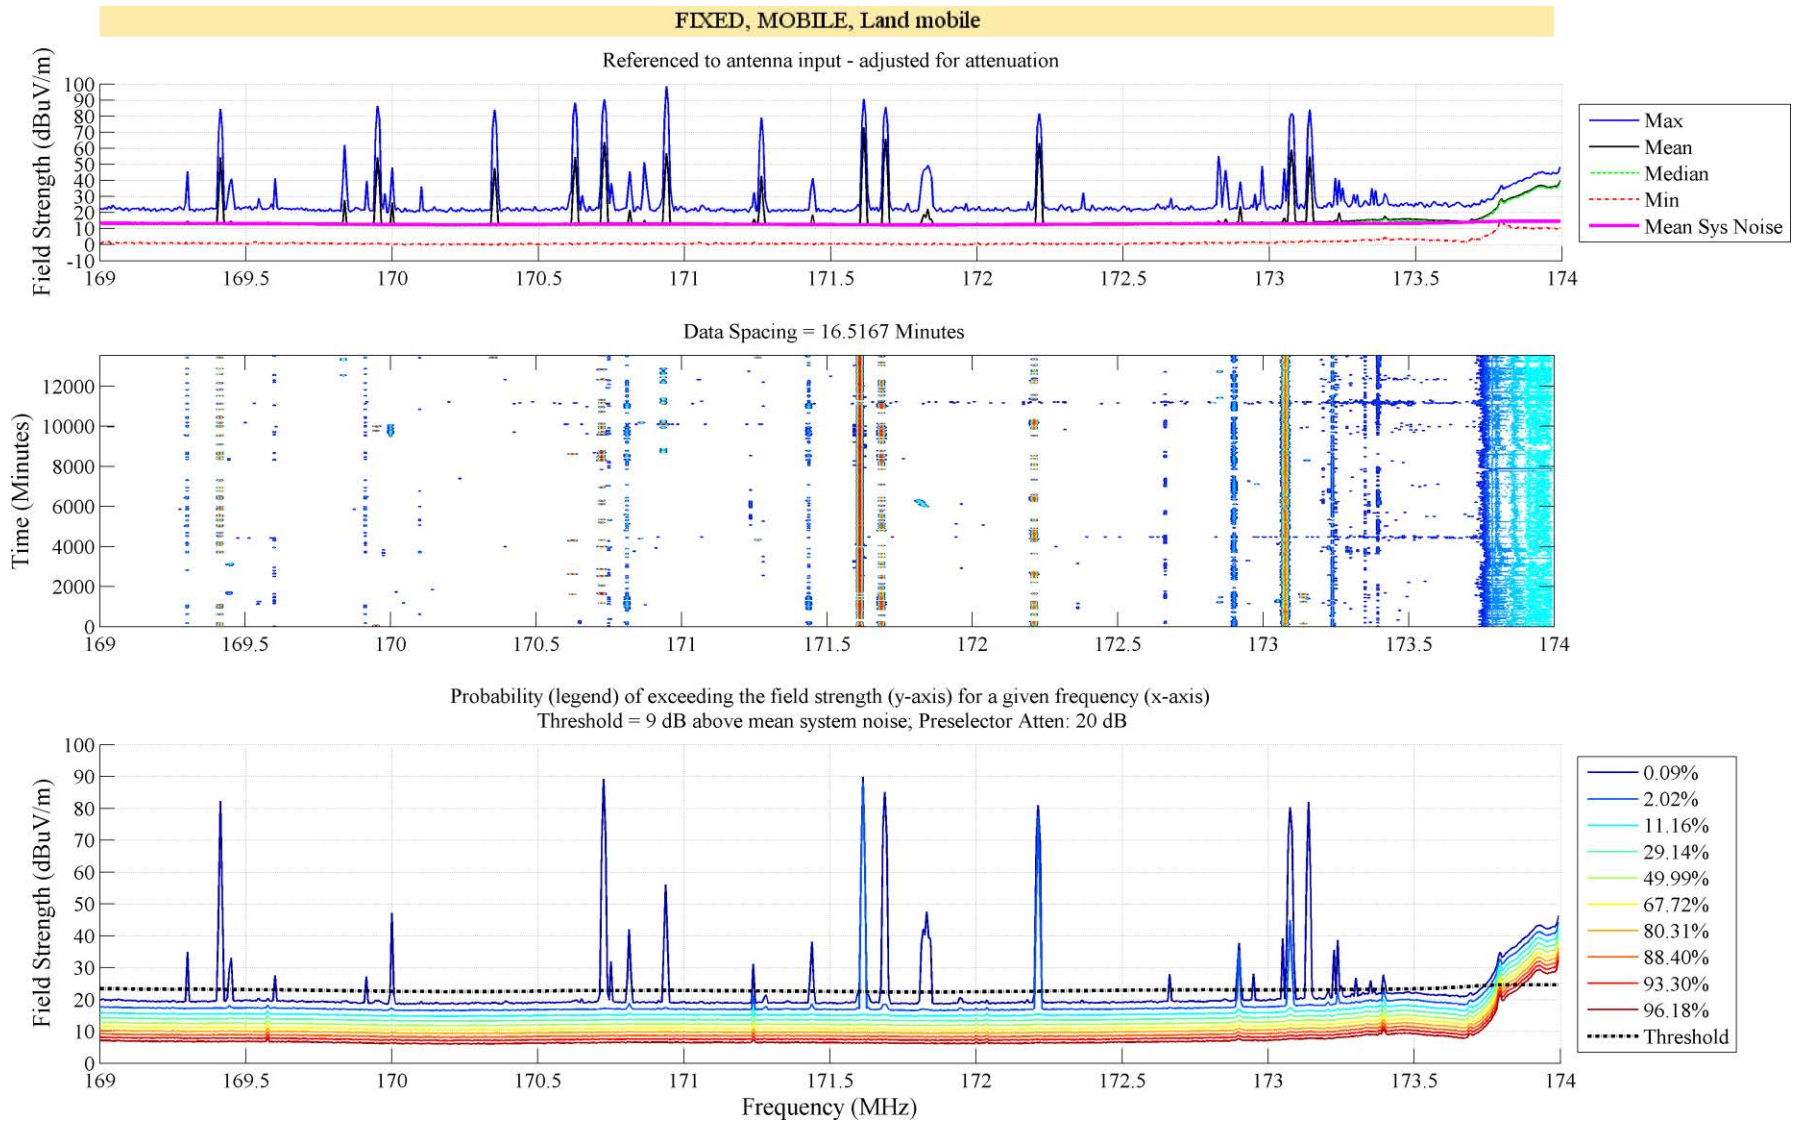 FIXED, MOBILE, Land mobile
Referenced to antenna input - adjusted for attenuation
Field Strength (dBuV/m)
100
90
80
70
60
50
40
30
20
10
0
-10
169 169.5 170 170.5 171 171.5 172 172.5 173 173.5 174
Max
Mean
Median
Min
Mean Sys Noise
Data Spacing = 16.5167 Minutes
Time (Minutes)
12000
10000
8000
6000
4000
2000
0
169 169.5 170 170.5 171 171.5 172 172.5 173 173.5 174
Probability (legend) of exceeding the field strength (y-axis) for a given frequency (x-axis)
Threshold = 9 dB above mean system noise; Preselector Atten: 20 dB
Field Strength (dBuV/m)
100
90
80
70
60
50
40
30
20
10
0
169 169.5 170 170.5 171 171.5 172 172.5 173 173.5 174
Frequency (MHz)
0.09%
2.02%
11.16%
29.14%
49.99%
67.72%
80.31%
88.40%
93.30%
96.18%
Threshold